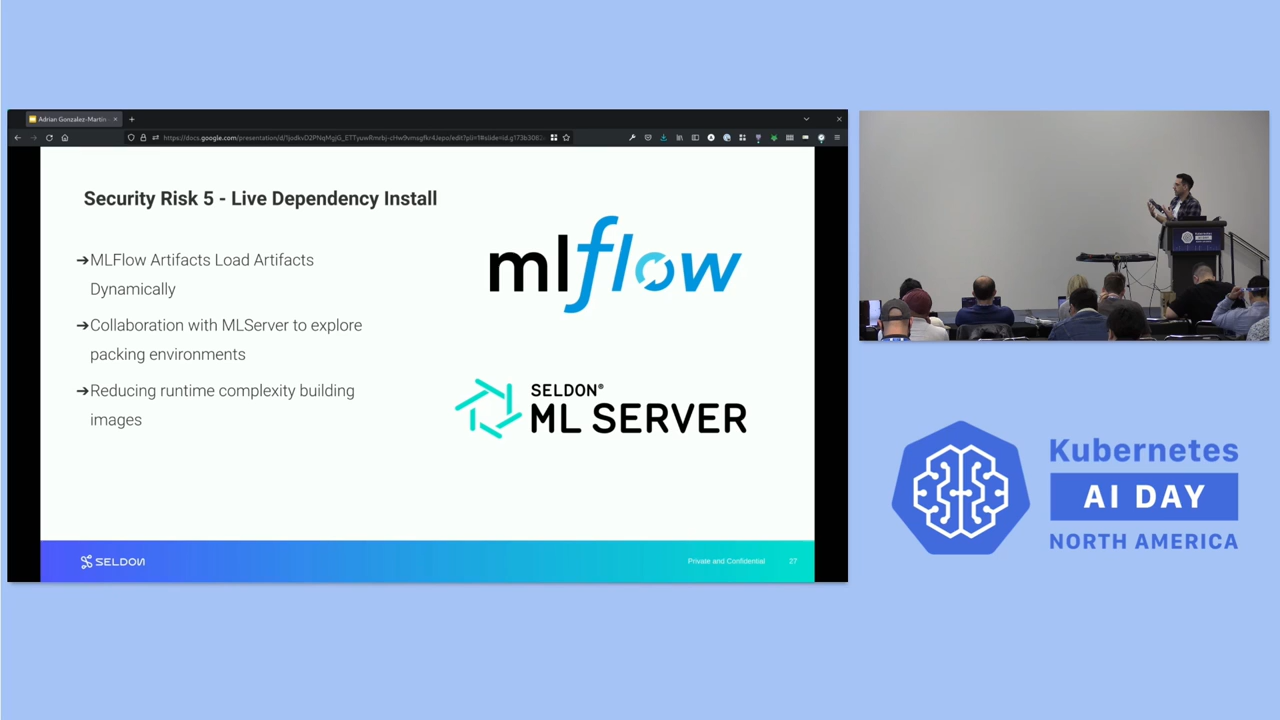 Adrian Gonzalez-Martin -
Security Risk 5 - Live Dependency Install
➔MLFlow Artifacts Load Artifacts
Dynamically
➔Collaboration with MLServer to explore
packing environments
➔Reducing runtime complexity building
images
mlflow
SELDON®
ML SERVER
SELDON
Private and Confidential
27
Kubernetes
AI DAY
NORTH AMERICA